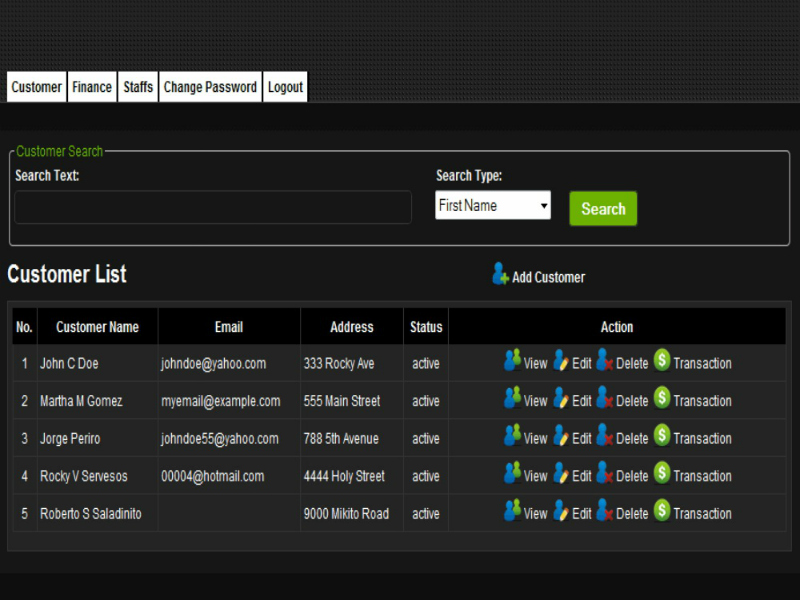 Customer Finance Staffs Change Password Logout
Customer Search
Search Text: Search Type:
First Name Search
Customer List Add Customer
No. Customer Name Email Address Status Action
1 John C Doe johndoe@yahoo.com 333 Rocky Ave active View Edit Delete Transaction
2 Martha M Gomez myemail@example.com 555 Main Street active View Edit Delete Transaction
3 Jorge Periro johndoe55@yahoo.com 788 5th Avenue active View Edit Delete Transaction
4 Rocky V Servesos 00004@hotmail.com 4444 Holy Street active View Edit Delete Transaction
5 Roberto S Saladinito 9000 Mikito Road active View Edit Delete Transaction